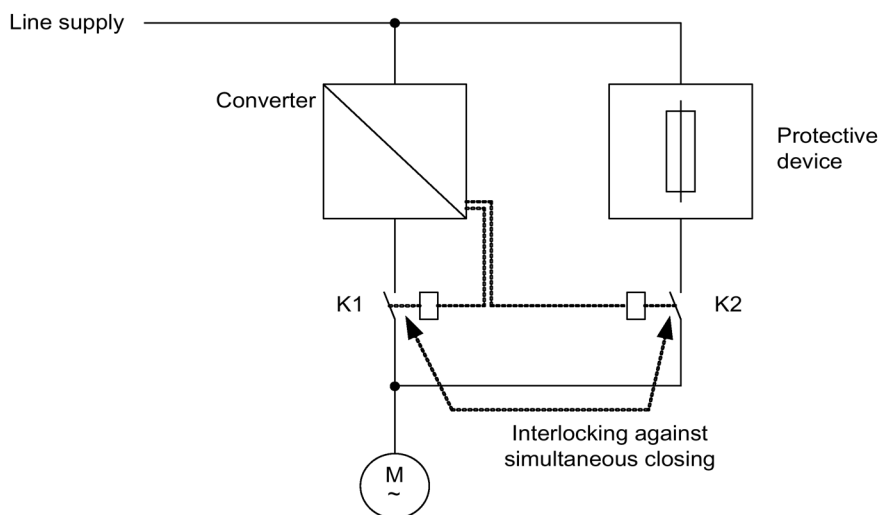 Line supply
Converter
Protective
device
K1
K2
Interlocking against
simultaneous closing
M
~